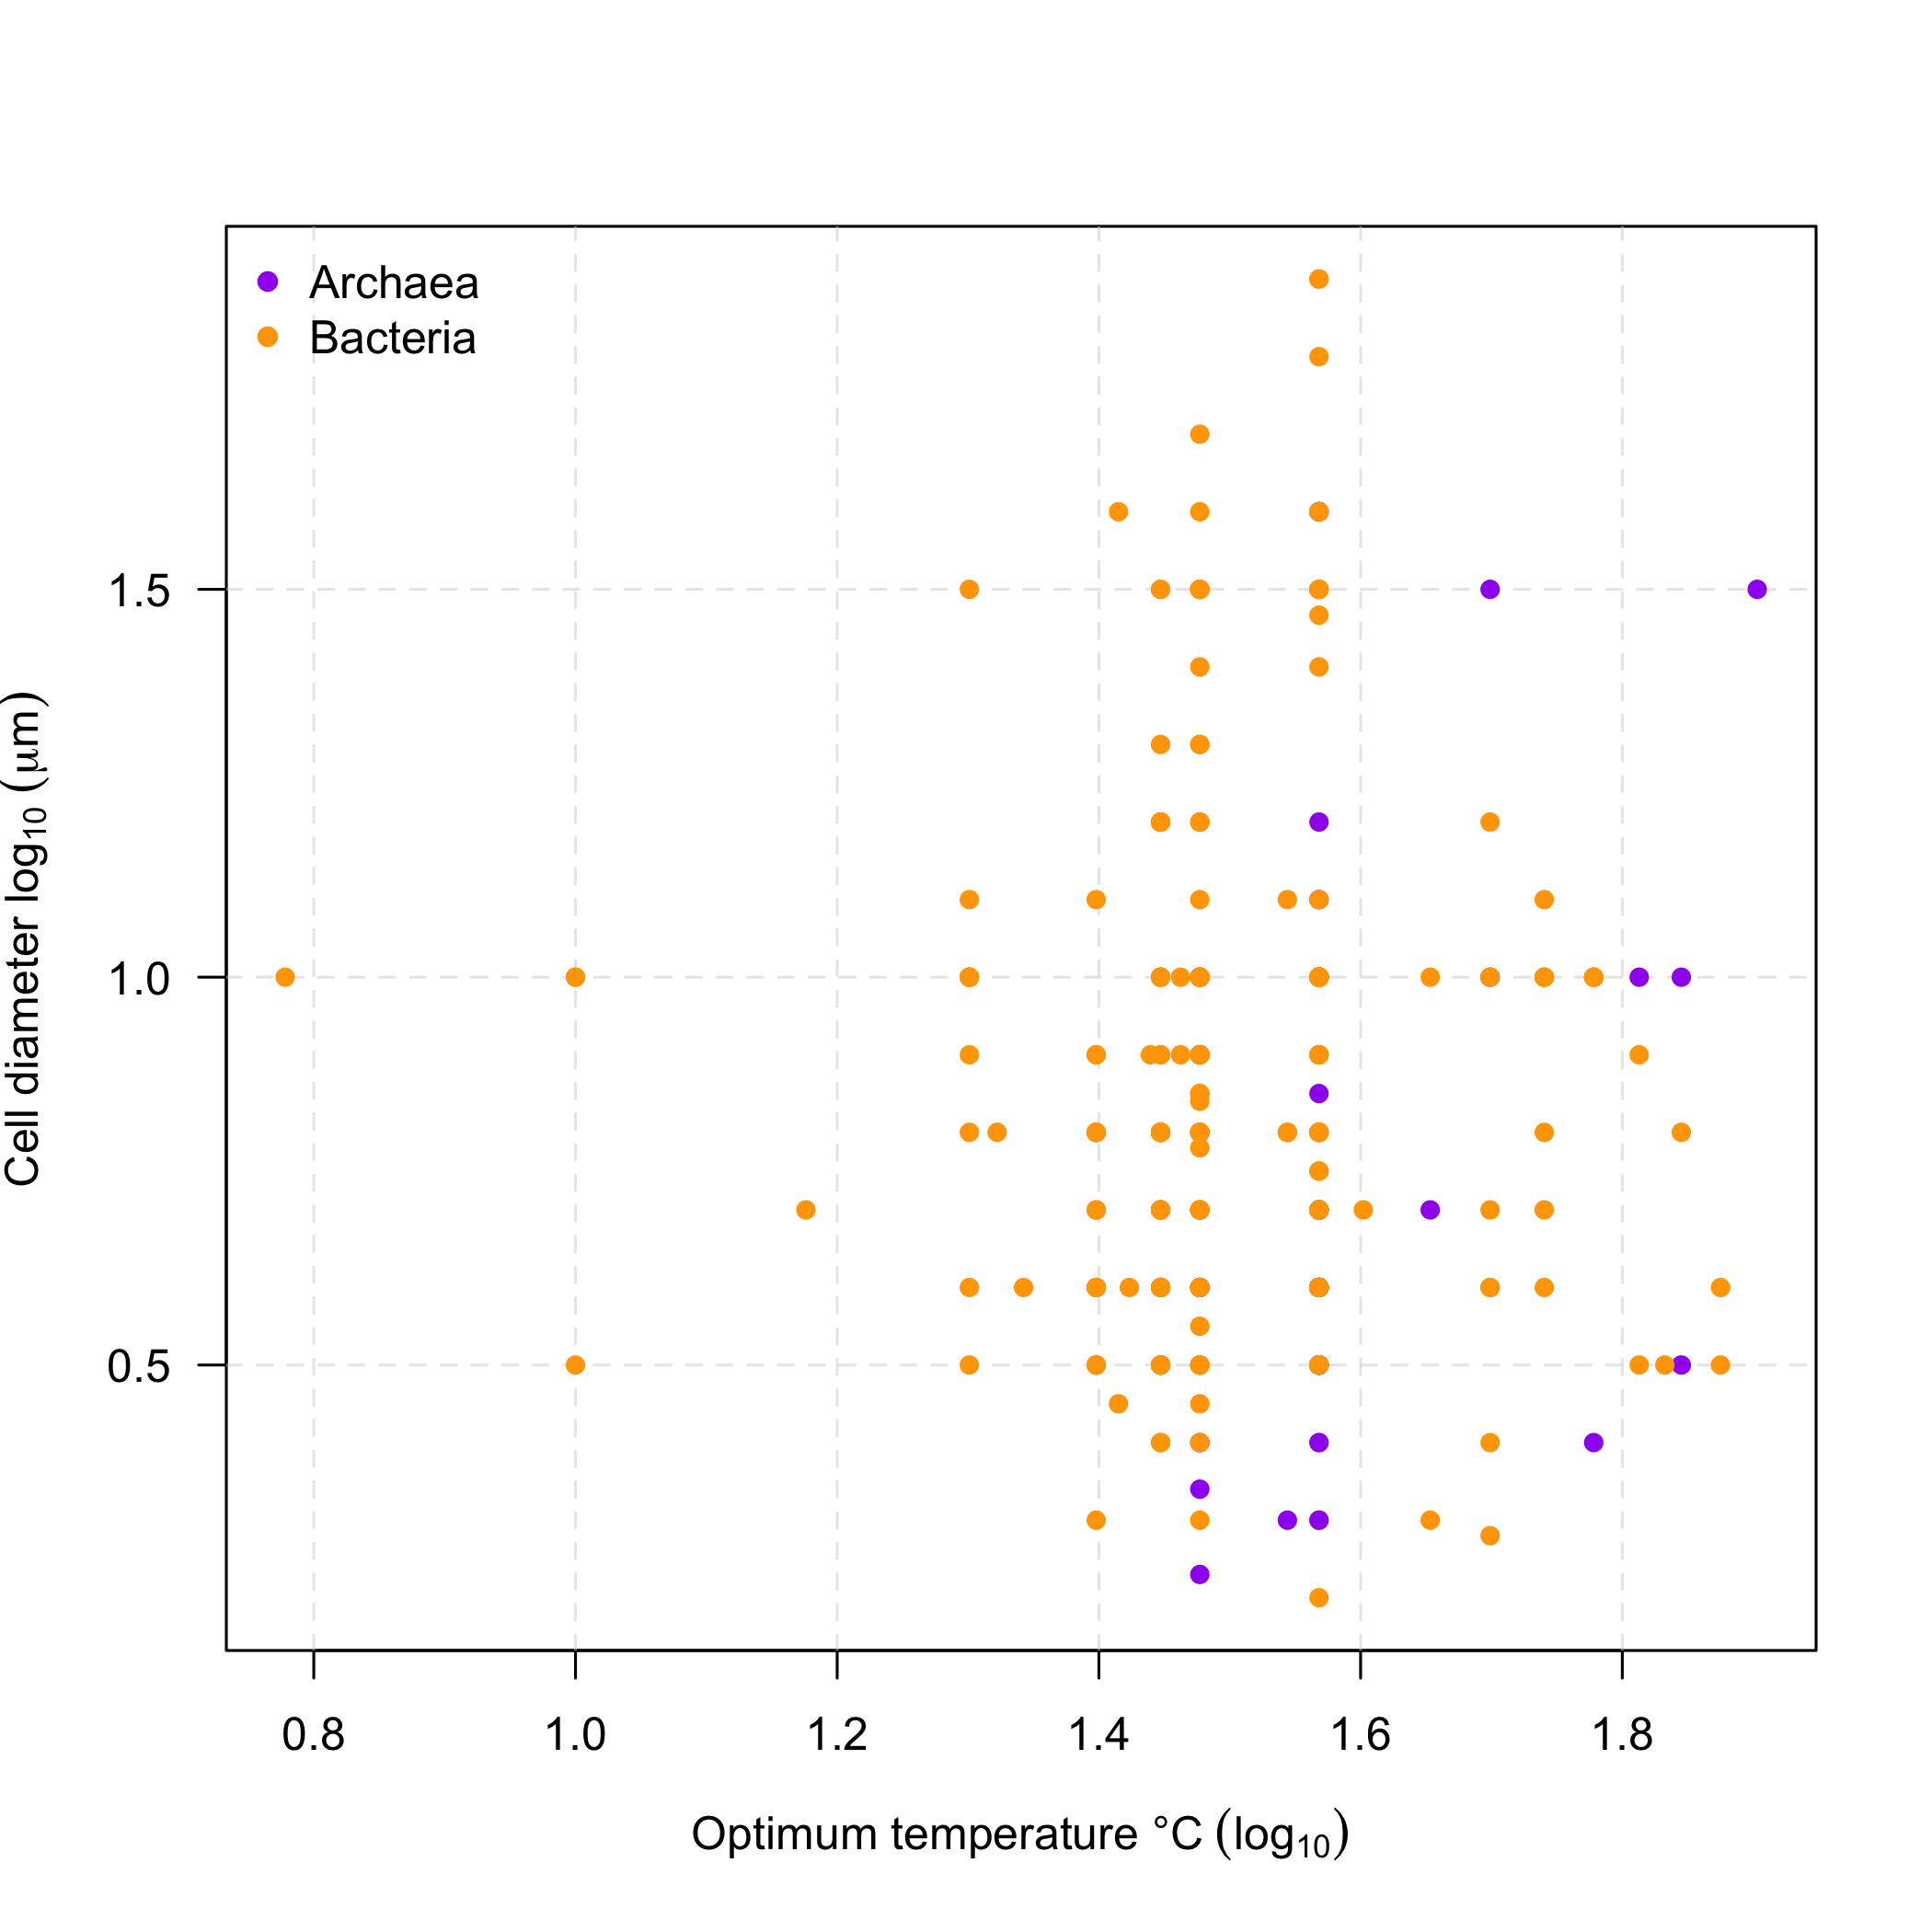 Archaea
Bacteria
1.5
1.0
0.5
Cell diameter log10 (μm)
0.8 1.0 1.2 1.4 1.6 1.8
Optimum temperature °C (log10)